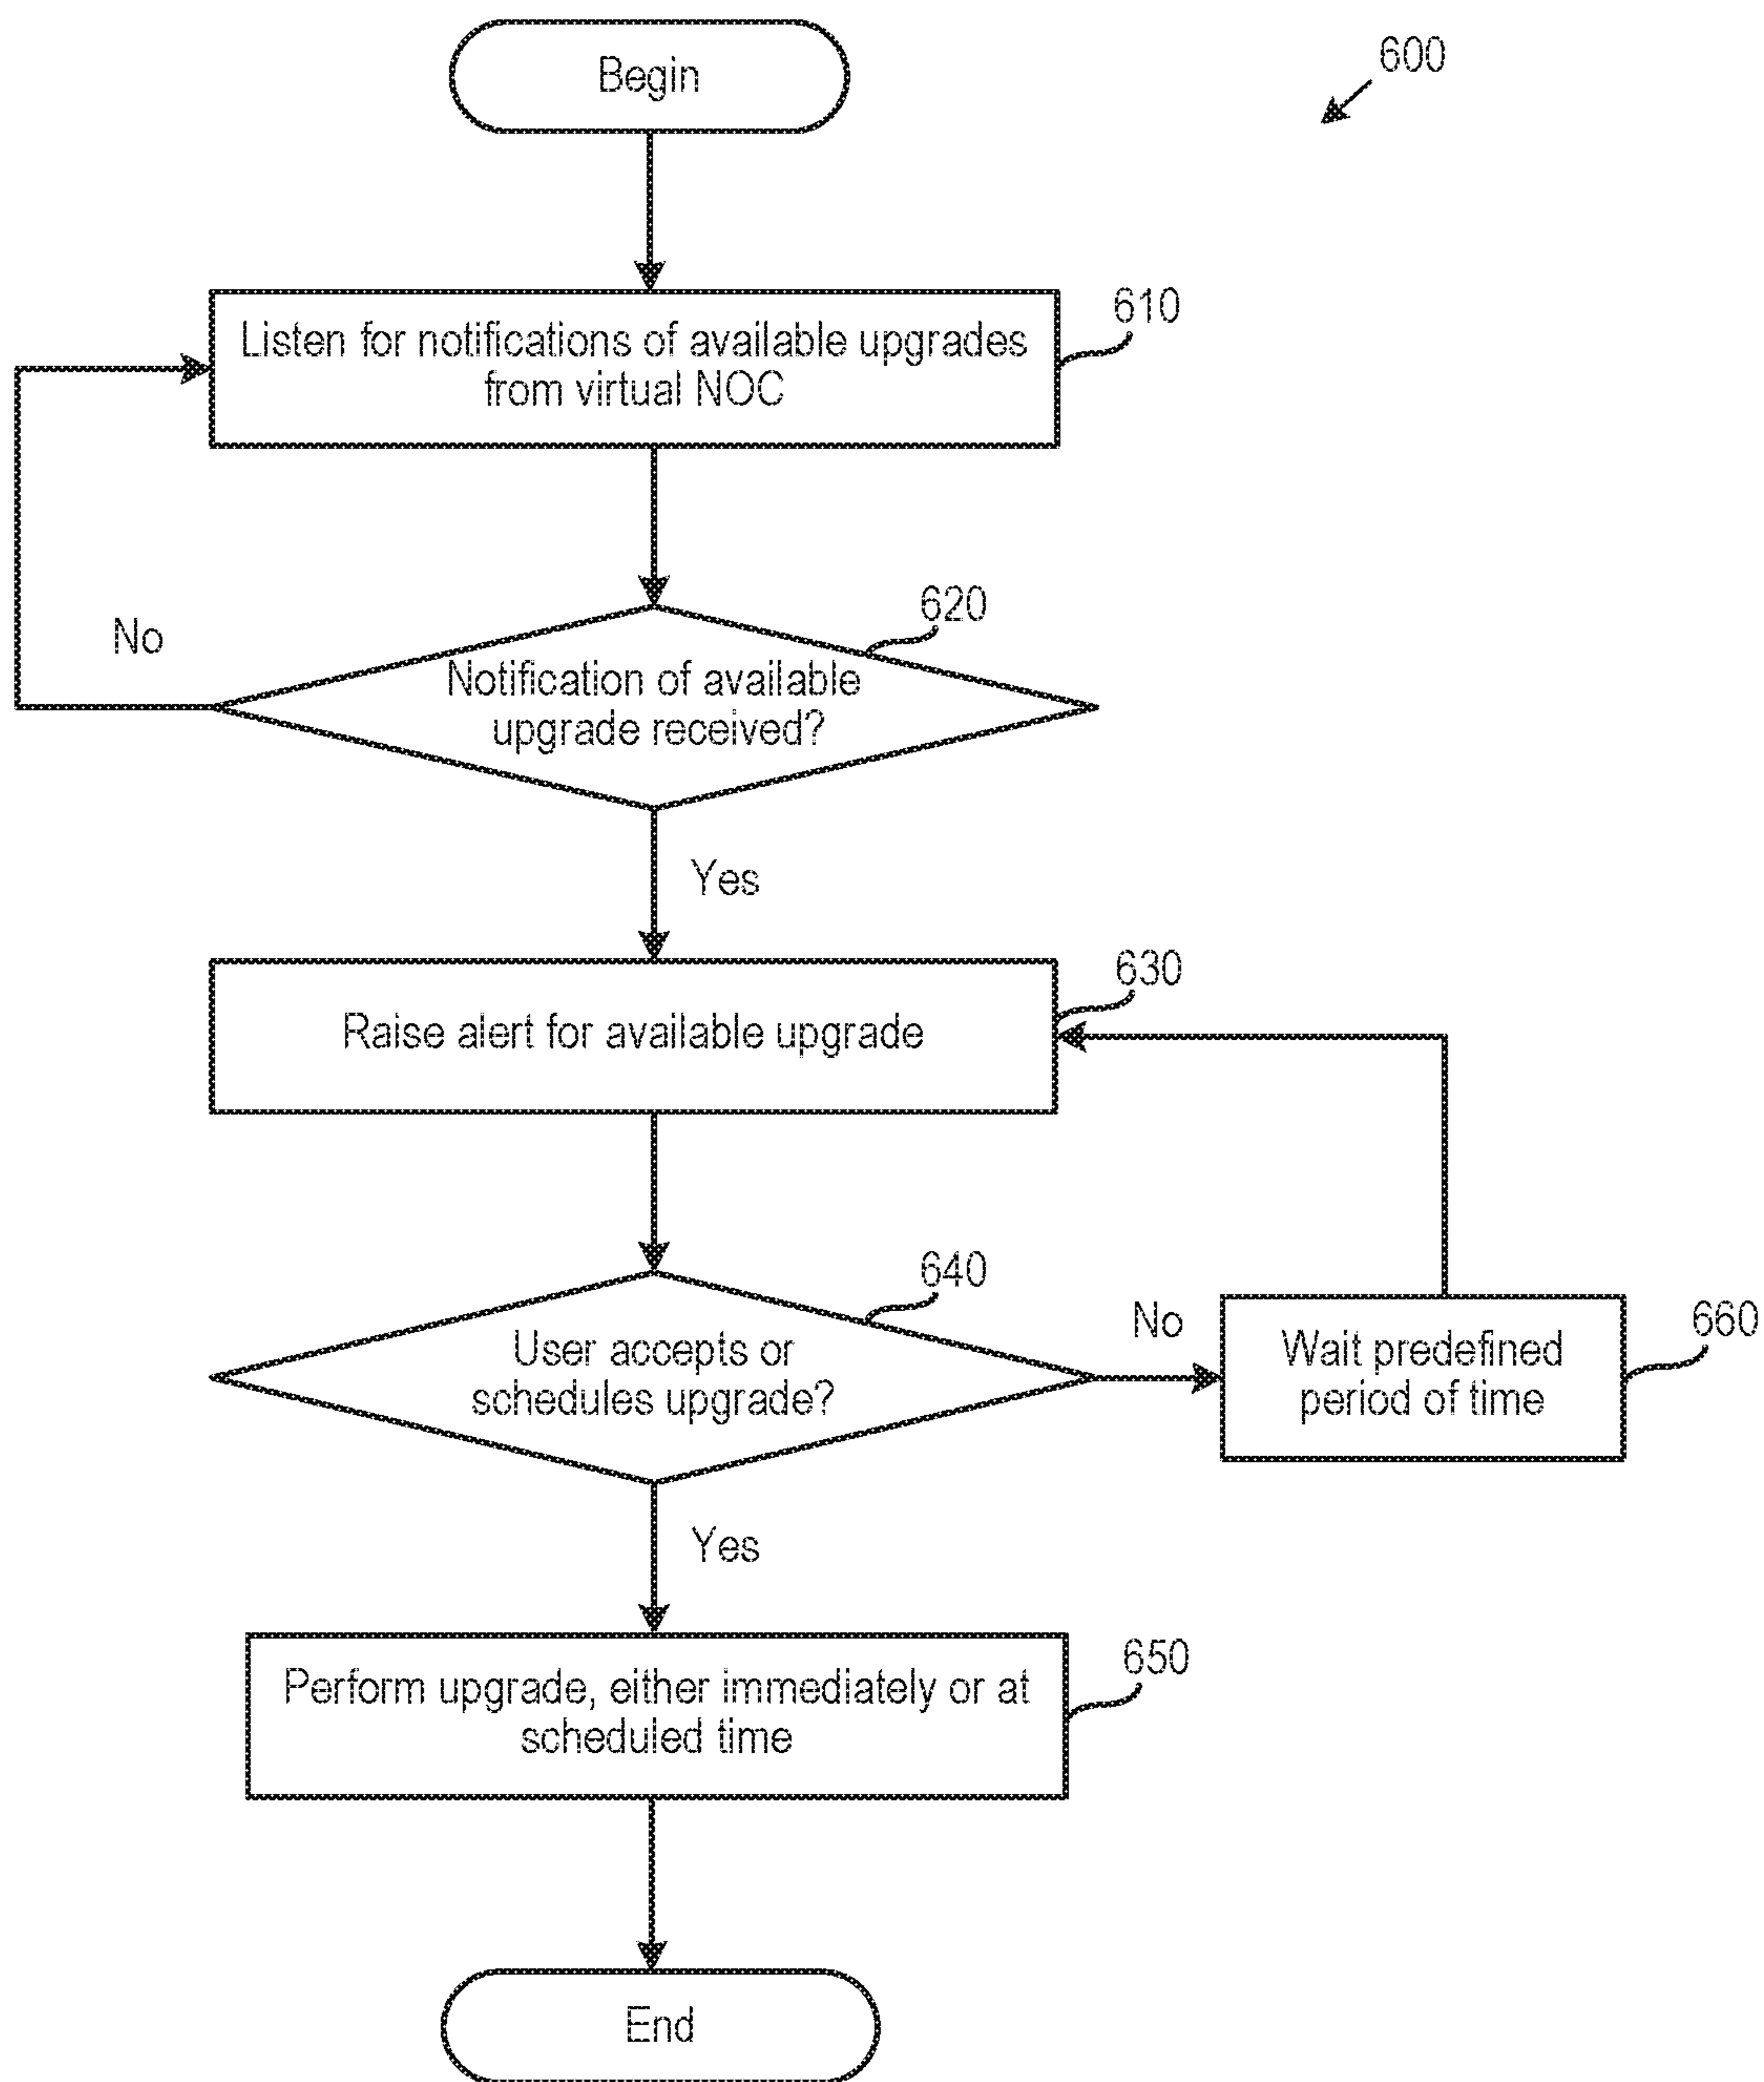 Begin
600
Listen for notifications of available upgrades
from virtual NOC
610
620
No
Notification of available
upgrade received?
Yes
630
Raise alert for available upgrade
640
User accepts or
schedules upgrade?
No
Wait predefined
period of time
660
Yes
650
Perform upgrade, either immediately or at
scheduled time
End